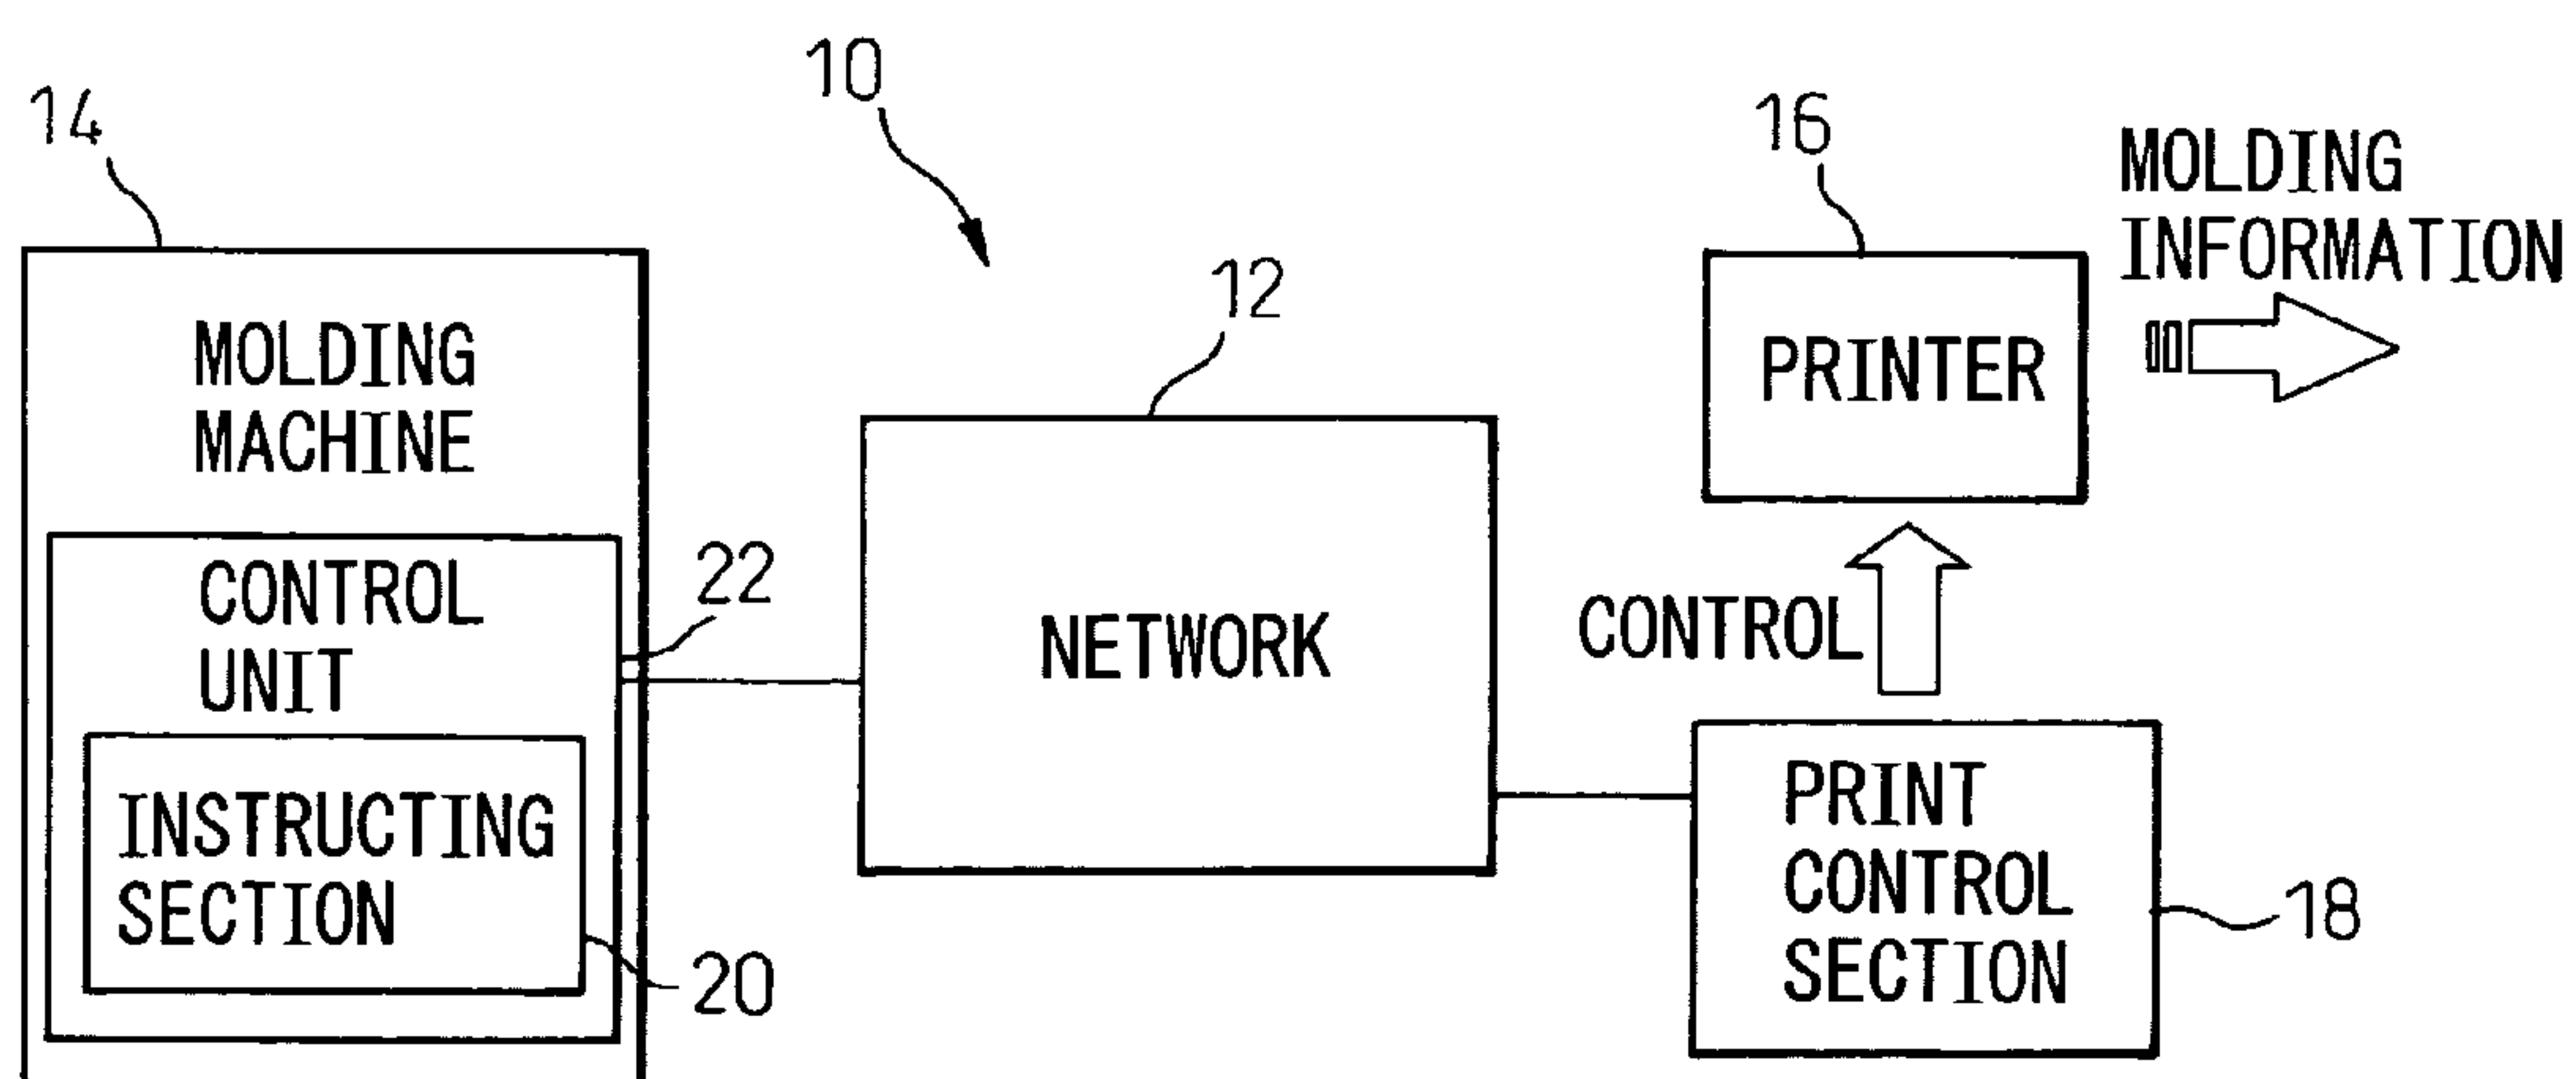 10
14
16
MOLDING
INFORMATION
12
MOLDING
MACHINE
PRINTER
CONTROL
UNIT
22
NETWORK
CONTROL
INSTRUCTING
SECTION
20
PRINT
CONTROL
SECTION
18